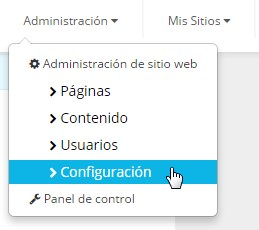 Administración Mis Sitios
Administración de sitio web
Páginas
Contenido
Usuarios
Configuración
Panel de control